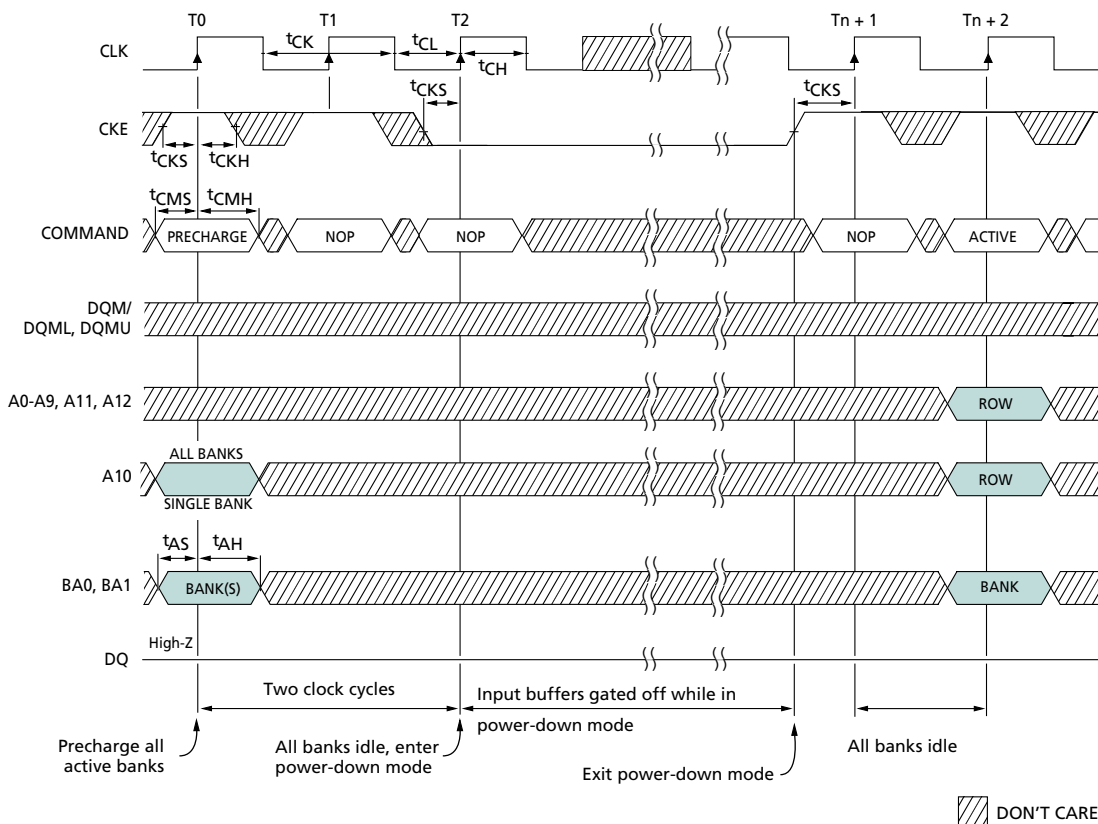 T0 T1 T2 Tn + 1 Tn + 2
CLK
tCK tCL
tCH
tCKS tCKS
CKE
tCKS tCKH
tCMS tCMH
COMMAND PRECHARGE NOP NOP NOP ACTIVE
DQM/
DQML, DQMU
A0-A9, A11, A12 ROW
ALL BANKS
A10 ROW
SINGLE BANK
tAS tAH
BA0, BA1 BANK(S) BANK
High-Z
DQ
Two clock cycles
Input buffers gated off while in
power-down mode
Precharge all
active banks
All banks idle, enter
power-down mode
All banks idle
Exit power-down mode
DON'T CARE